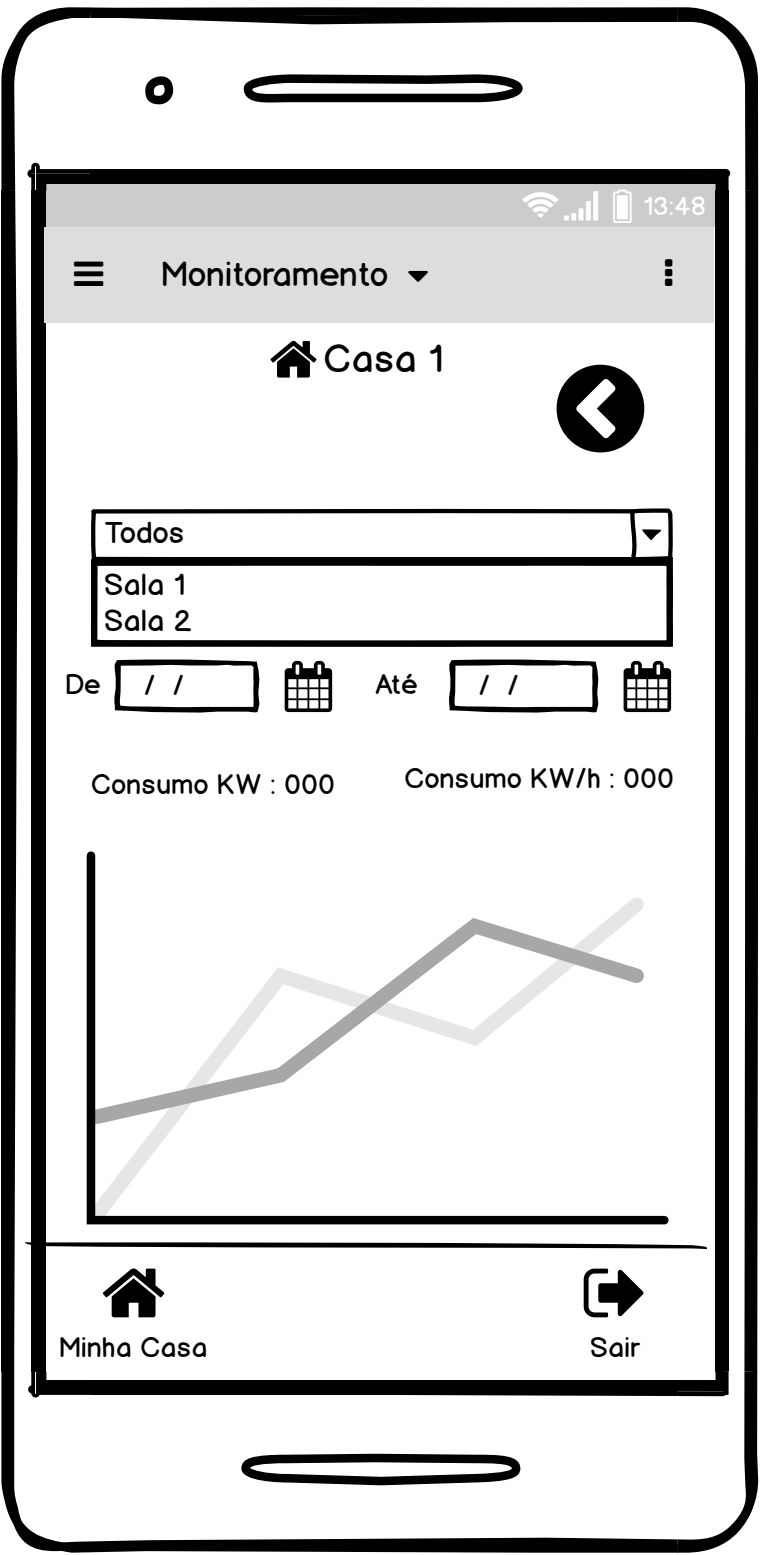 13:48
Monitoramento
Casa 1
Todos
Sala 1
Sala 2
De / / Até / /
Consumo KW : 000 Consumo KW/h : 000
Minha Casa Sair